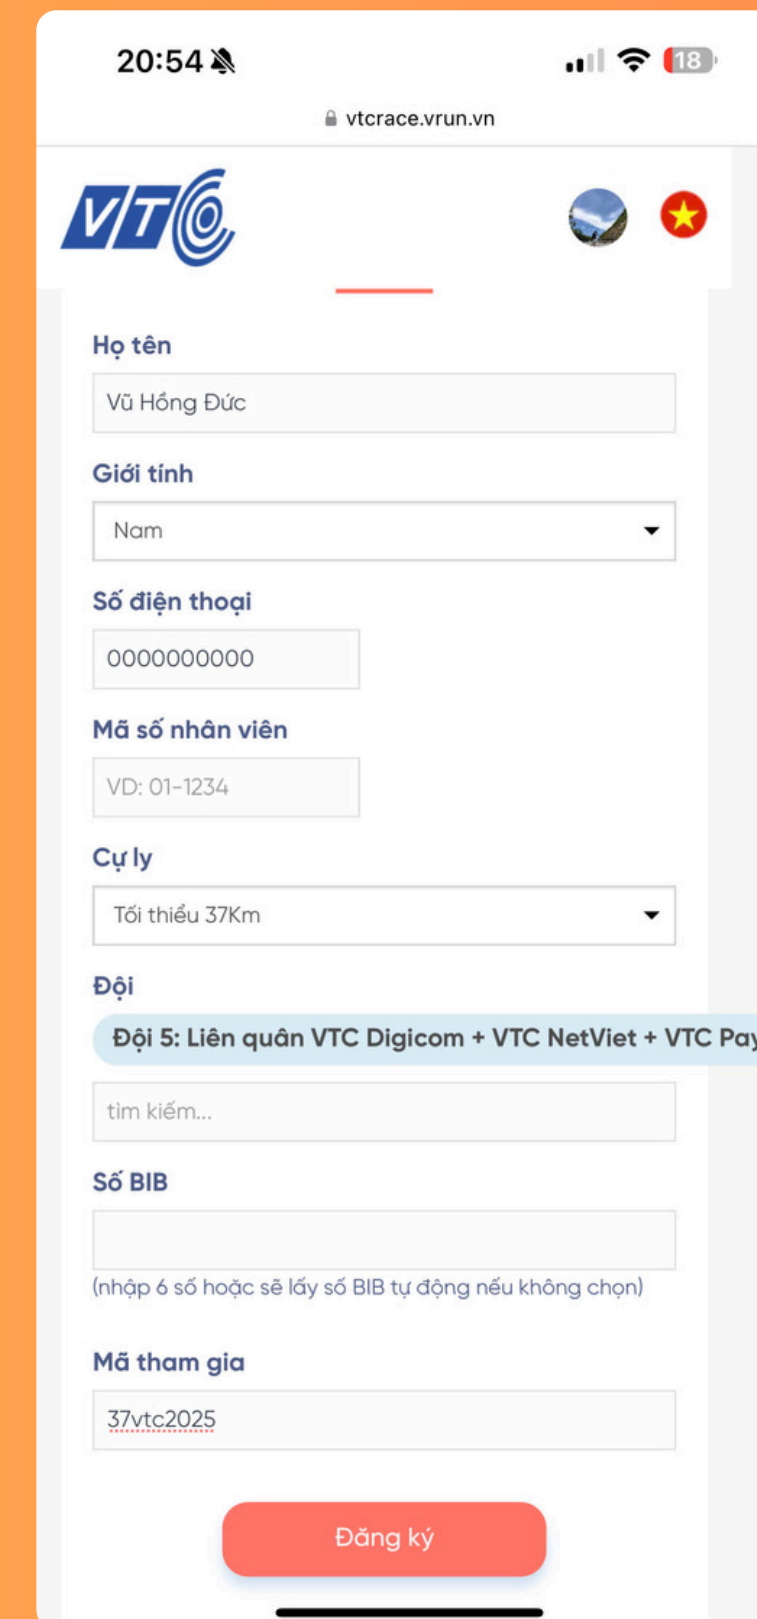 20:54
18
vtcrace.vrun.vn
VTC
Họ tên
Vũ Hồng Đức
Giới tính
Nam
Số điện thoại
0000000000
Mã số nhân viên
VD: 01-1234
Cự ly
Tối thiểu 37Km
Đội
Đội 5: Liên quân VTC Digicom + VTC NetViet + VTC Pay
tìm kiếm...
Số BIB
(nhập 6 số hoặc sẽ lấy số BIB tự động nếu không chọn)
Mã tham gia
37vtc2025
Đăng ký